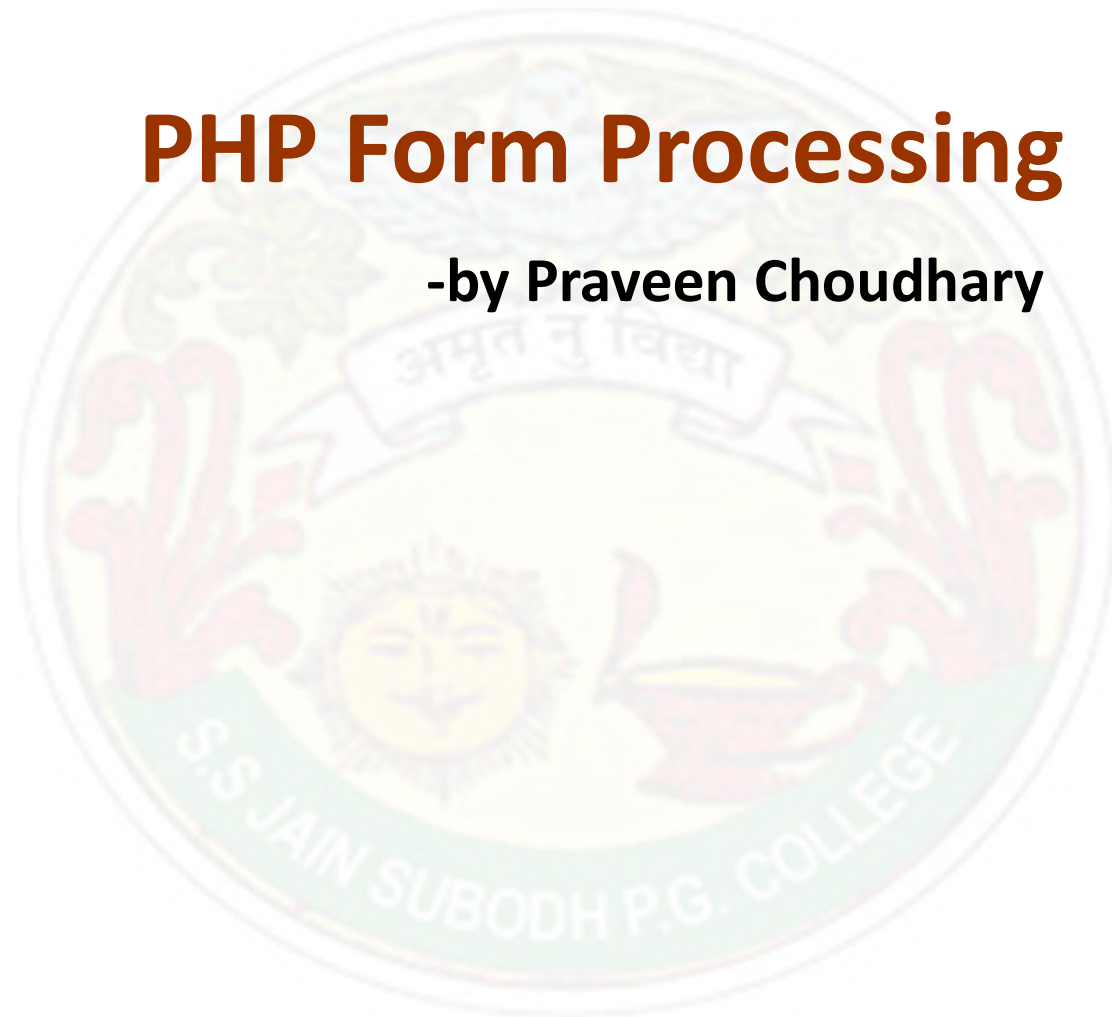 PHP Form Processing
-by Praveen Choudhary
अमृतं नु विद्या
S.S JAIN SUBODH P.G. COLLEGE